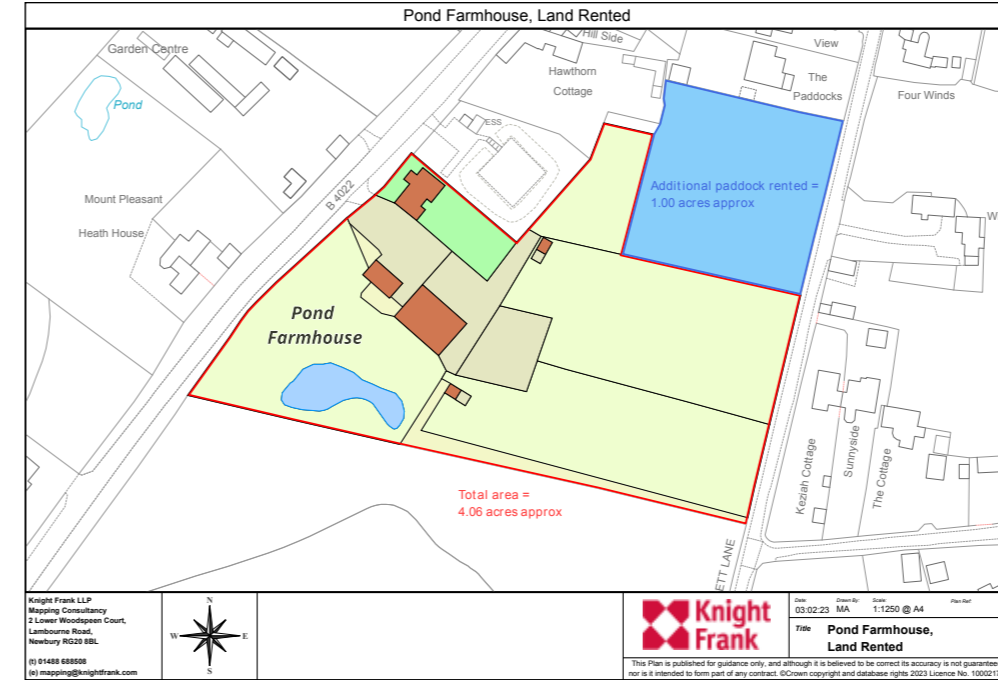 Pond Farmhouse, Land Rented
Garden Centre
Pond
Hill Side
Hawthorn
Cottage
View
The
Paddocks
Four Winds
ESS
B 4022
Mount Pleasant
Heath House
Additional paddock rented =
1.00 acres approx
W
Pond
Farmhouse
Total area =
4.06 acres approx
Keziah Cottage
Sunnyside
The Cottage
ETT LANE
Knight Frank LLP
Mapping Consultancy
2 Lower Woodspeen Court,
Lambourne Road,
Newbury RG20 8BL
(t) 01488 688508
(e) mapping@knightfrank.com
N
W E
S
Knight
Frank
Date: Drawn By: Scale: Plan Ref:
03:02:23 MA 1:1250 @ A4
Title Pond Farmhouse,
Land Rented
This Plan is published for guidance only, and although it is believed to be correct its accuracy is not guarantee
nor is it intended to form part of any contract. ©Crown copyright and database rights 2023 Licence No. 1000217